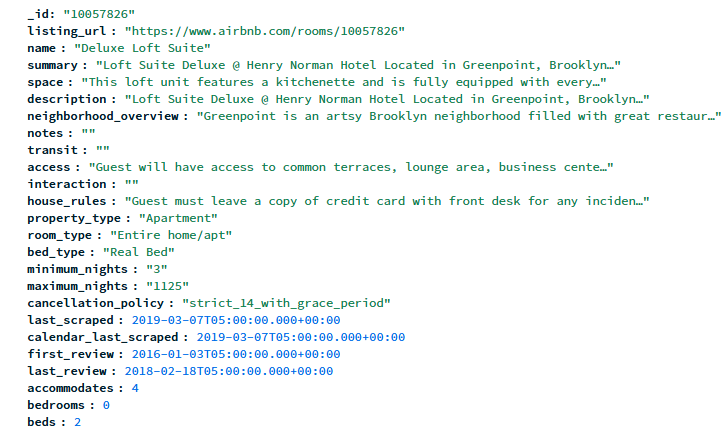 _id: "10057826"
listing_url : "https://www.airbnb.com/rooms/10057826"
name : "Deluxe Loft Suite"
summary : "Loft Suite Deluxe @ Henry Norman Hotel Located in Greenpoint, Brooklyn…"
space : "This loft unit features a kitchenette and is fully equipped with every…"
description : "Loft Suite Deluxe @ Henry Norman Hotel Located in Greenpoint, Brooklyn…"
neighborhood_overview : "Greenpoint is an artsy Brooklyn neighborhood filled with great restaur…"
notes : ""
transit : ""
access : "Guest will have access to common terraces, lounge area, business cente…"
interaction : ""
house_rules : "Guest must leave a copy of credit card with front desk for any inciden…"
property_type : "Apartment"
room_type : "Entire home/apt"
bed_type : "Real Bed"
minimum_nights : "3"
maximum_nights : "1125"
cancellation_policy : "strict_14_with_grace_period"
last_scraped : 2019-03-07T05:00:00.000+00:00
calendar_last_scraped : 2019-03-07T05:00:00.000+00:00
first_review : 2016-01-03T05:00:00.000+00:00
last_review : 2018-02-18T05:00:00.000+00:00
accommodates : 4
bedrooms : 0
beds : 2